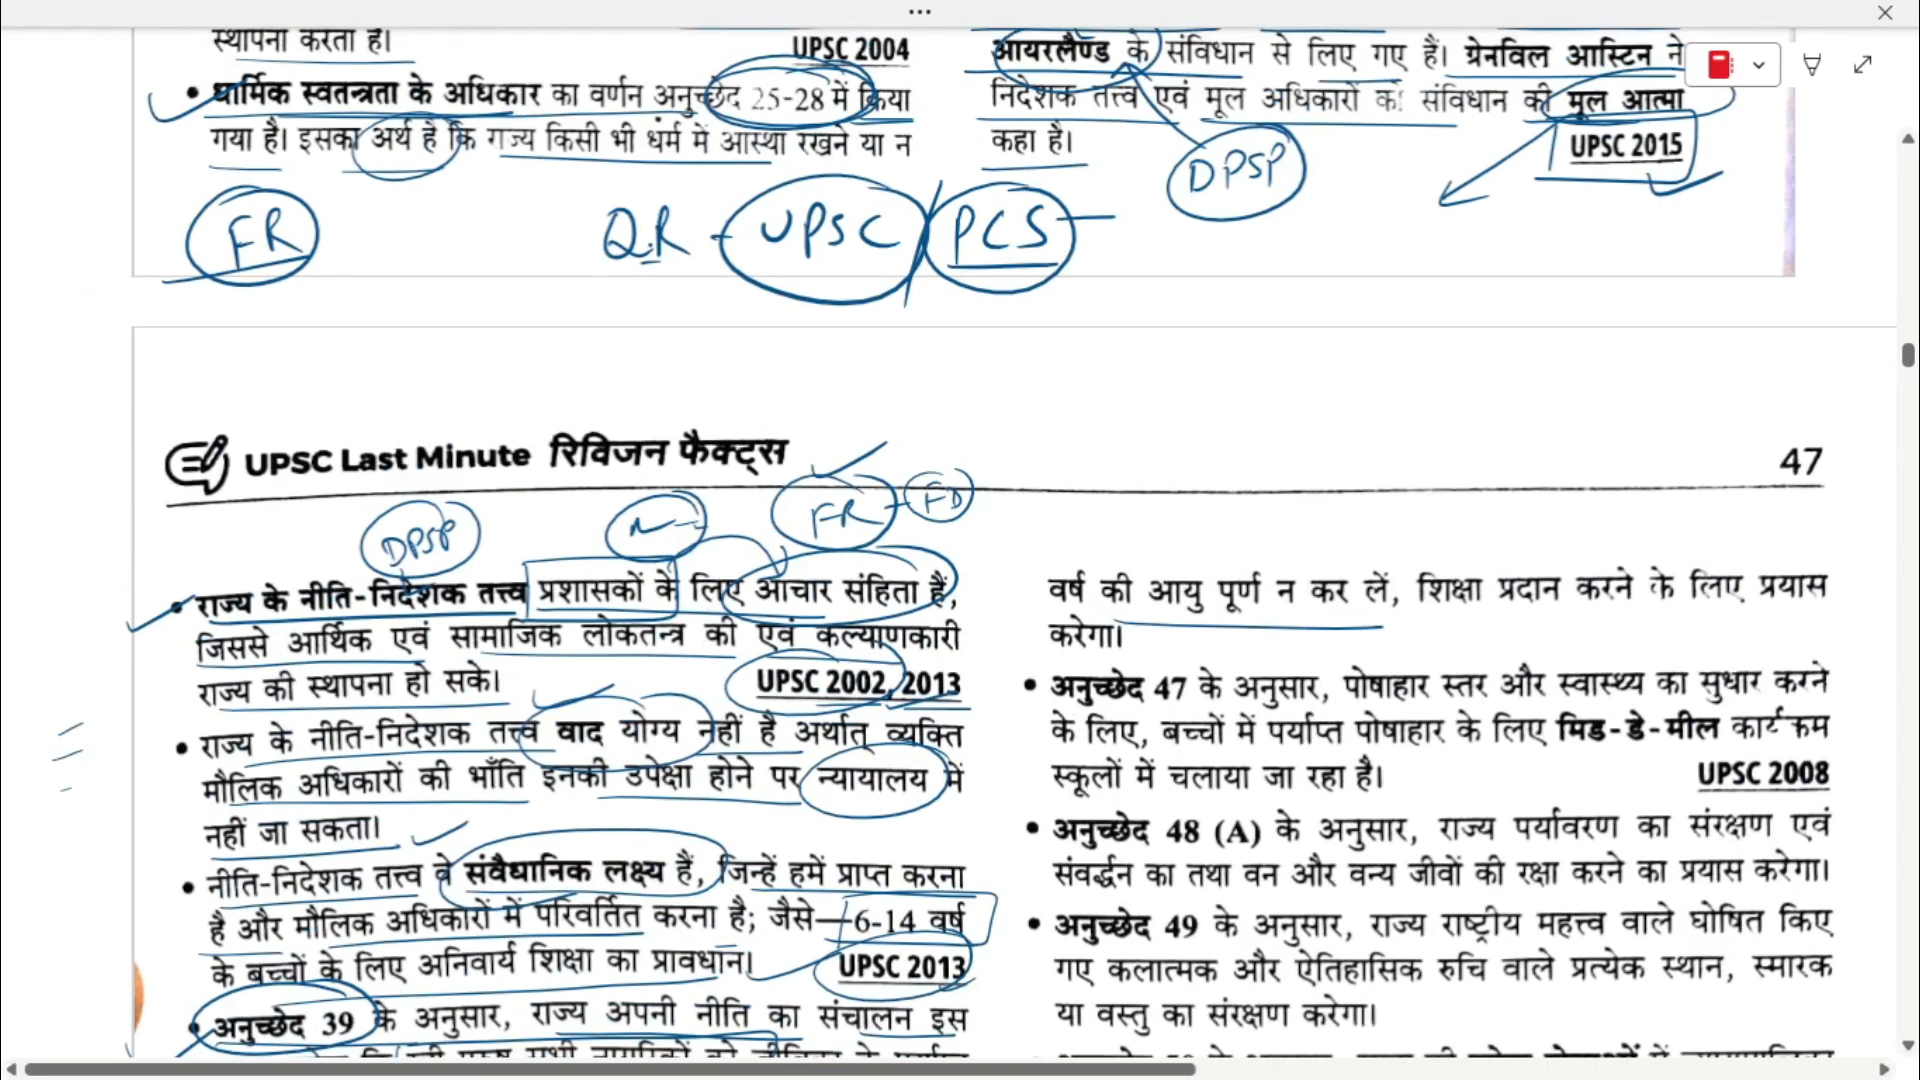 स्थापना करता है।
UPSC 2004
• धार्मिक स्वतन्त्रता के अधिकार का वर्णन अनुच्छेद 25-28 में किया
गया है। इसका अर्थ है कि राज्य किसी भी धर्म में आस्था रखने या न
आयरलैण्ड के संविधान से लिए गए हैं। ग्रेनविल आस्टिन ने
निदेशक तत्त्व एवं मूल अधिकारों को संविधान की मूल आत्मा
कहा है।
UPSC 2015
DPSP
FR
QR - UPSC / PCS
UPSC Last Minute रिविजन फैक्ट्स
47
DPSP
FR - FD
• राज्य के नीति-निदेशक तत्त्व प्रशासकों के लिए आचार संहिता हैं,
जिससे आर्थिक एवं सामाजिक लोकतन्त्र की एवं कल्याणकारी
राज्य की स्थापना हो सके।
UPSC 2002, 2013
• राज्य के नीति-निदेशक तत्त्व वाद योग्य नहीं है अर्थात् व्यक्ति
मौलिक अधिकारों की भाँति इनकी उपेक्षा होने पर न्यायालय में
नहीं जा सकता।
• नीति-निदेशक तत्त्व वे संवैधानिक लक्ष्य हैं, जिन्हें हमें प्राप्त करना
है और मौलिक अधिकारों में परिवर्तित करना है; जैसे—6-14 वर्ष
के बच्चों के लिए अनिवार्य शिक्षा का प्रावधान।
UPSC 2013
• अनुच्छेद 39 के अनुसार, राज्य अपनी नीति का संचालन इस
वर्ष की आयु पूर्ण न कर लें, शिक्षा प्रदान करने के लिए प्रयास
करेगा।
• अनुच्छेद 47 के अनुसार, पोषाहार स्तर और स्वास्थ्य का सुधार करने
के लिए, बच्चों में पर्याप्त पोषाहार के लिए मिड-डे-मील कार्यक्रम
स्कूलों में चलाया जा रहा है।
UPSC 2008
• अनुच्छेद 48 (A) के अनुसार, राज्य पर्यावरण का संरक्षण एवं
संवर्द्धन का तथा वन और वन्य जीवों की रक्षा करने का प्रयास करेगा।
• अनुच्छेद 49 के अनुसार, राज्य राष्ट्रीय महत्त्व वाले घोषित किए
गए कलात्मक और ऐतिहासिक रुचि वाले प्रत्येक स्थान, स्मारक
या वस्तु का संरक्षण करेगा।